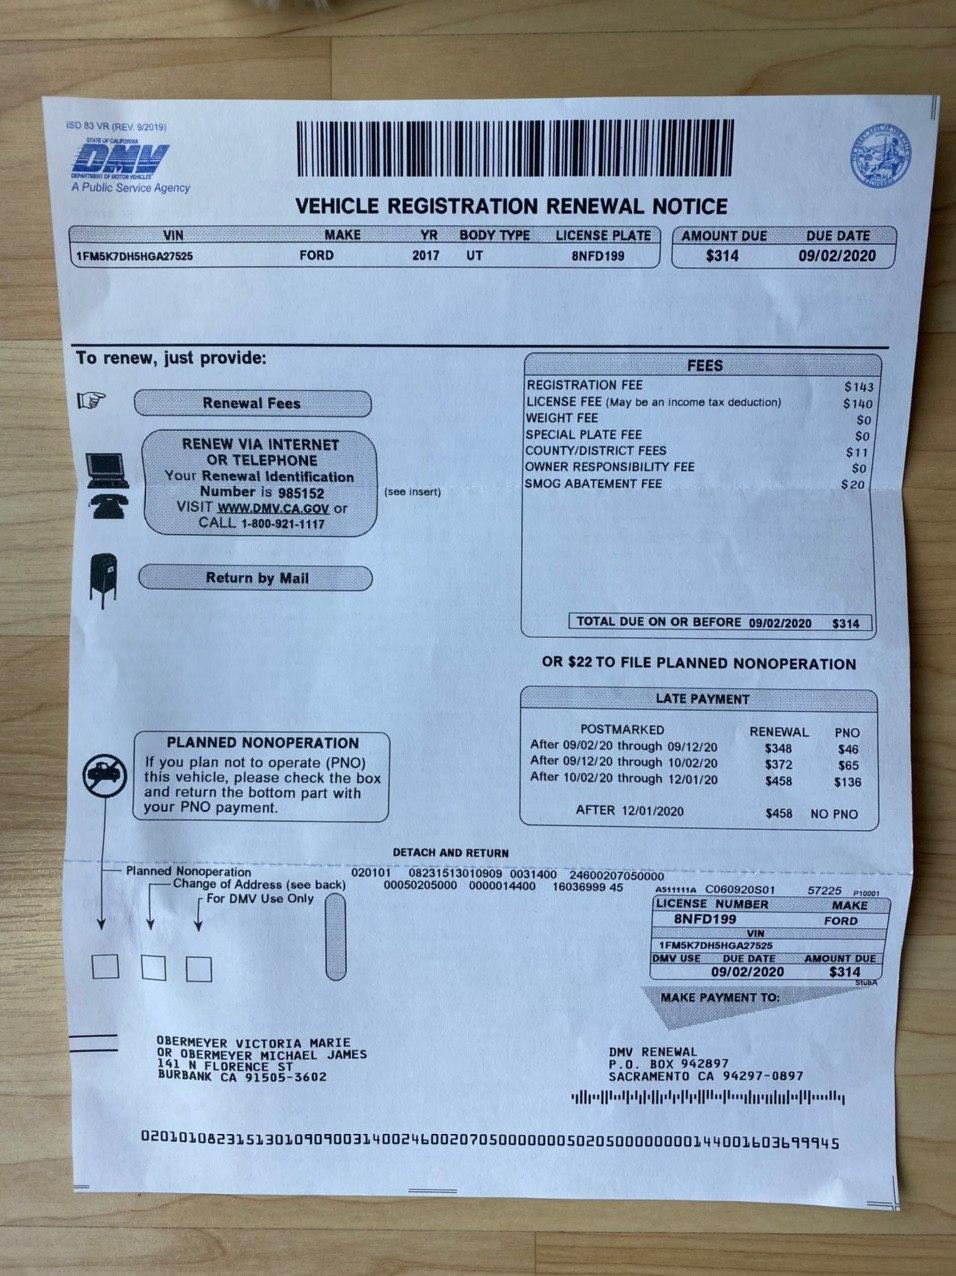 ISD 83 VR (REV. 9/2019)
STATE OF CALIFORNIA
DMV
DEPARTMENT OF MOTOR VEHICLES
A Public Service Agency
VEHICLE REGISTRATION RENEWAL NOTICE
VIN MAKE YR BODY TYPE LICENSE PLATE AMOUNT DUE DUE DATE
1FM5K7DH5HGA27525 FORD 2017 UT 8NFD199 $314 09/02/2020
To renew, just provide:
Renewal Fees
RENEW VIA INTERNET
OR TELEPHONE
Your Renewal Identification
Number is 985152
VISIT WWW.DMV.CA.GOV or
CALL 1-800-921-1117
(see insert)
Return by Mail
FEES
REGISTRATION FEE $143
LICENSE FEE (May be an income tax deduction) $140
WEIGHT FEE $0
SPECIAL PLATE FEE $0
COUNTY/DISTRICT FEES $11
OWNER RESPONSIBILITY FEE $0
SMOG ABATEMENT FEE $20
TOTAL DUE ON OR BEFORE 09/02/2020 $314
OR $22 TO FILE PLANNED NONOPERATION
LATE PAYMENT
POSTMARKED RENEWAL PNO
After 09/02/20 through 09/12/20 $348 $46
After 09/12/20 through 10/02/20 $372 $65
After 10/02/20 through 12/01/20 $458 $136
AFTER 12/01/2020 $458 NO PNO
PLANNED NONOPERATION
If you plan not to operate (PNO)
this vehicle, please check the box
and return the bottom part with
your PNO payment.
DETACH AND RETURN
Planned Nonoperation
Change of Address (see back)
For DMV Use Only
020101 08231513010909 0031400 24600207050000
00050205000 0000014400 16036999 45
A511111A C060920S01 57225 P10001
LICENSE NUMBER MAKE
8NFD199 FORD
VIN
1FM5K7DH5HGA27525
DMV USE DUE DATE AMOUNT DUE
09/02/2020 $314
StubA
MAKE PAYMENT TO:
OBERMEYER VICTORIA MARIE
OR OBERMEYER MICHAEL JAMES
141 N FLORENCE ST
BURBANK CA 91505-3602
DMV RENEWAL
P.O. BOX 942897
SACRAMENTO CA 94297-0897
020101082315130109090031400246002070500000005020500000000144001603699945